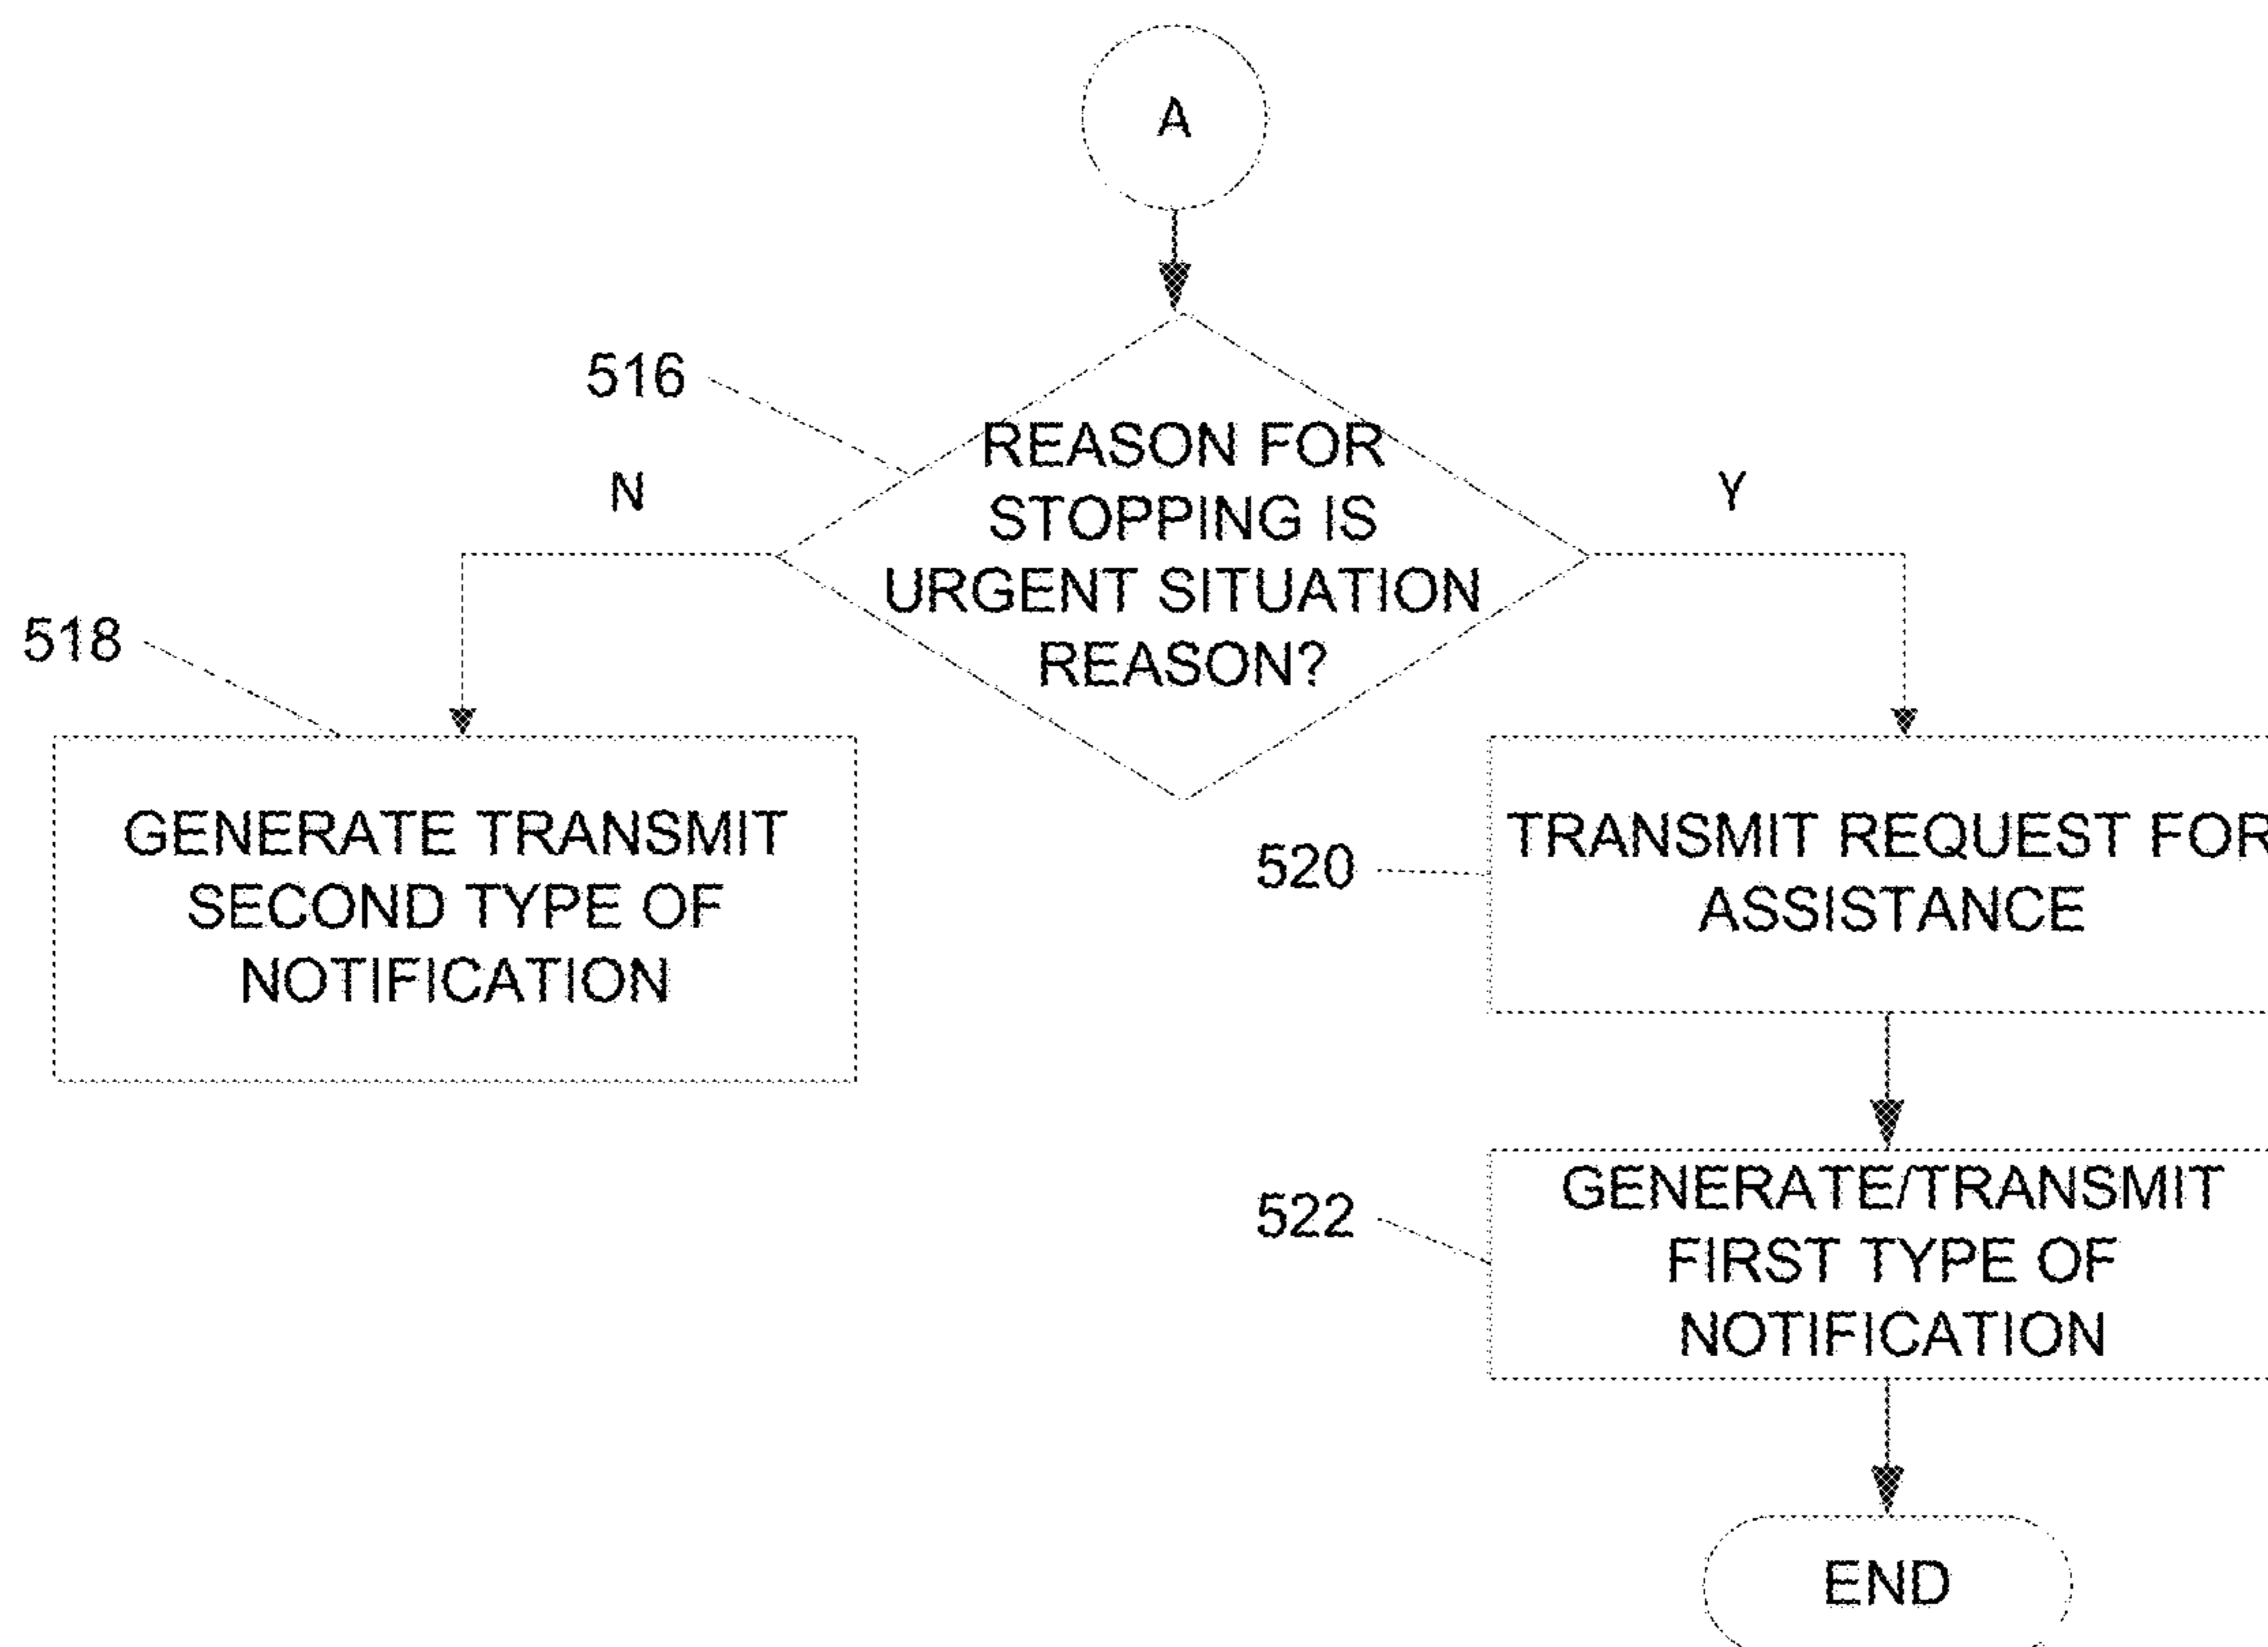 A
516
REASON FOR
STOPPING IS
URGENT SITUATION
REASON?
N
Y
518
GENERATE TRANSMIT
SECOND TYPE OF
NOTIFICATION
520
TRANSMIT REQUEST FOR
ASSISTANCE
522
GENERATE/TRANSMIT
FIRST TYPE OF
NOTIFICATION
END